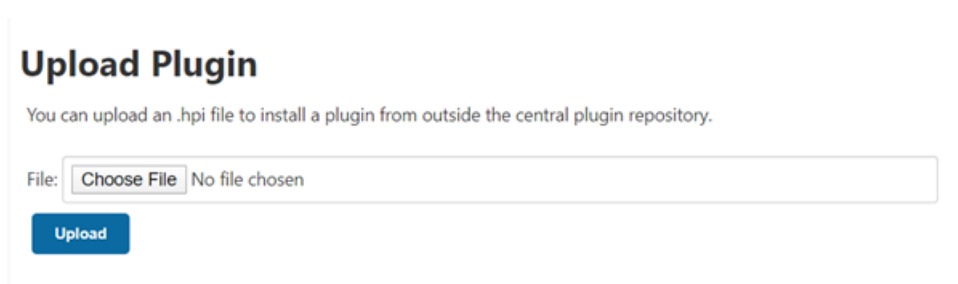 Upload Plugin
You can upload an .hpi file to install a plugin from outside the central plugin repository.
File: Choose File No file chosen
Upload